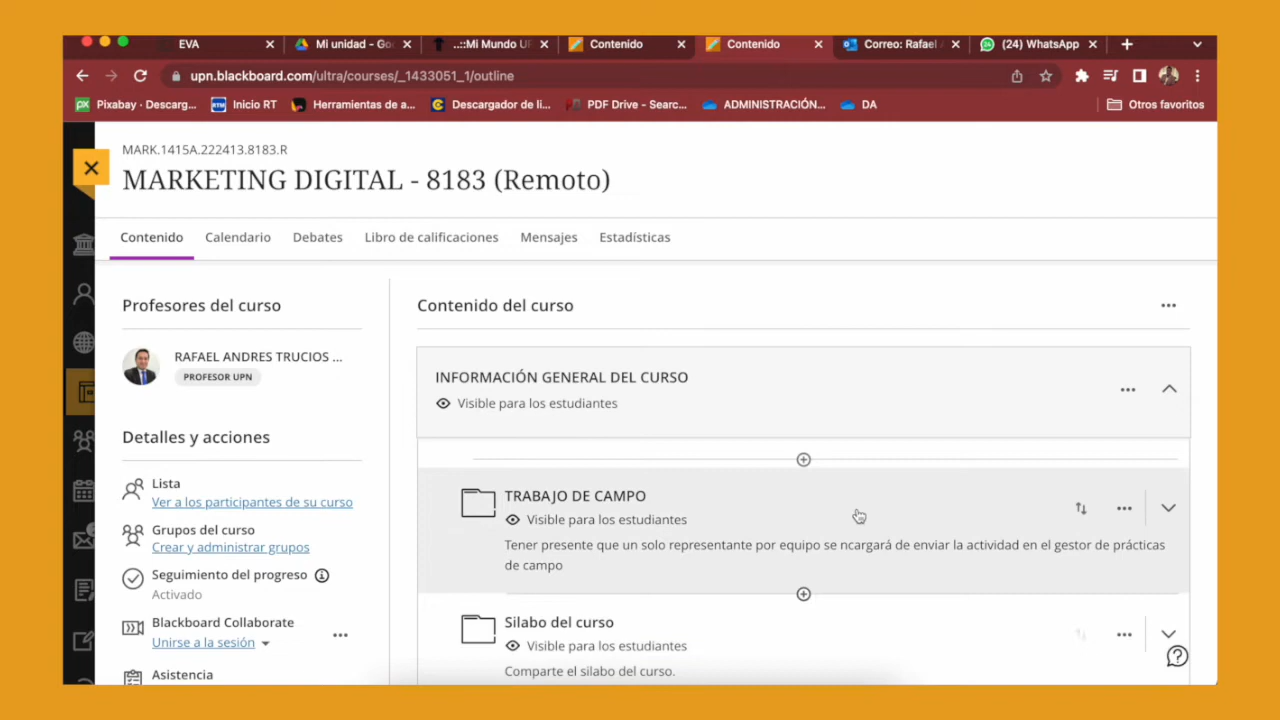 EVA
Mi unidad - Goo
..::Mi Mundo UP
Contenido
Contenido
Correo: Rafael A
(24) WhatsApp
upn.blackboard.com/ultra/courses/_1433051_1/outline
Pixabay · Descarg...
Inicio RT
Herramientas de a...
Descargador de li...
PDF Drive - Searc...
ADMINISTRACIÓN...
DA
Otros favoritos
MARK.1415A.222413.8183.R
MARKETING DIGITAL - 8183 (Remoto)
Contenido
Calendario
Debates
Libro de calificaciones
Mensajes
Estadísticas
Profesores del curso
RAFAEL ANDRES TRUCIOS ...
PROFESOR UPN
Detalles y acciones
Lista
Ver a los participantes de su curso
Grupos del curso
Crear y administrar grupos
Seguimiento del progreso
Activado
Blackboard Collaborate
Unirse a la sesión
Asistencia
Contenido del curso
INFORMACIÓN GENERAL DEL CURSO
Visible para los estudiantes
TRABAJO DE CAMPO
Visible para los estudiantes
Tener presente que un solo representante por equipo se ncargará de enviar la actividad en el gestor de prácticas
de campo
Silabo del curso
Visible para los estudiantes
Comparte el silabo del curso.